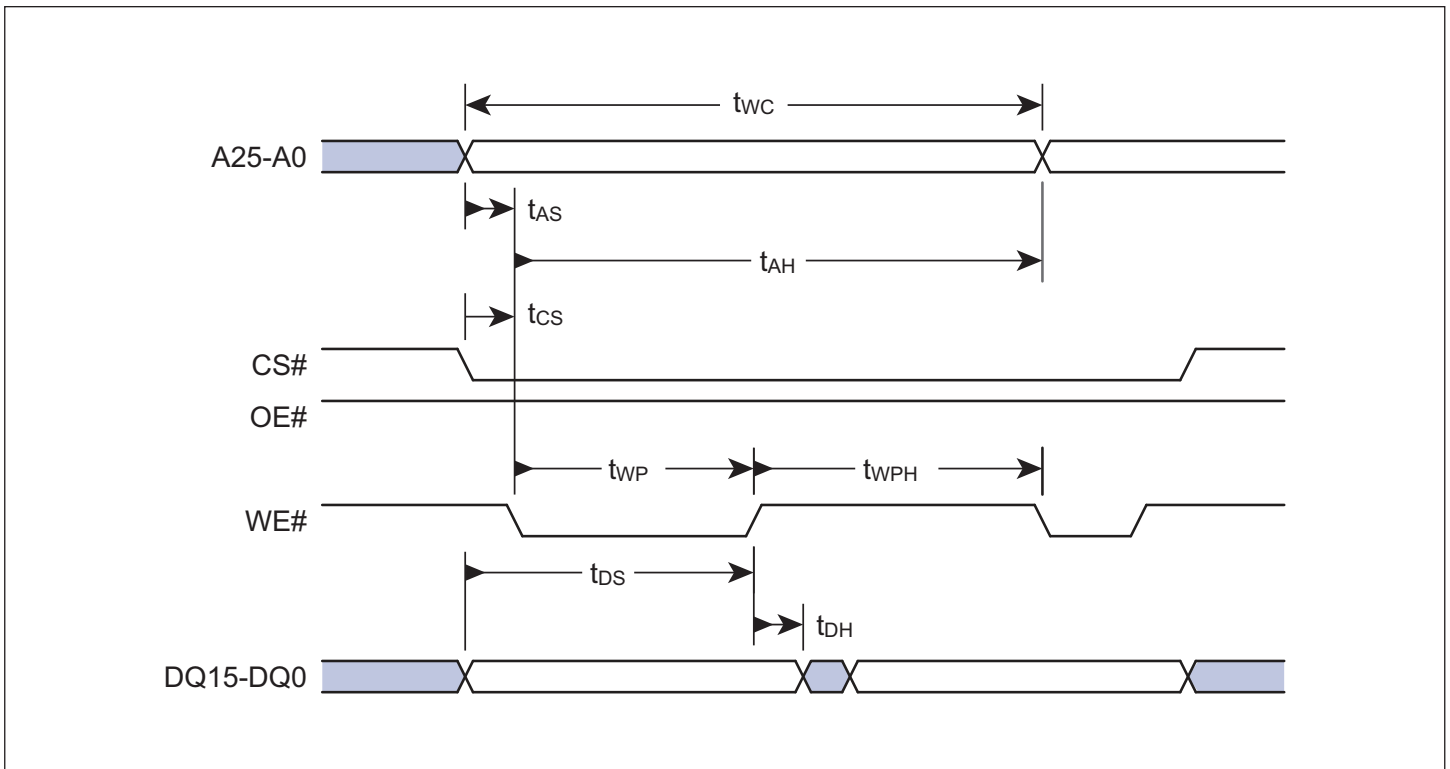 tWC
A25-A0
tAS
tAH
tCS
CS#
OE#
tWP
tWPH
WE#
tDS
tDH
DQ15-DQ0